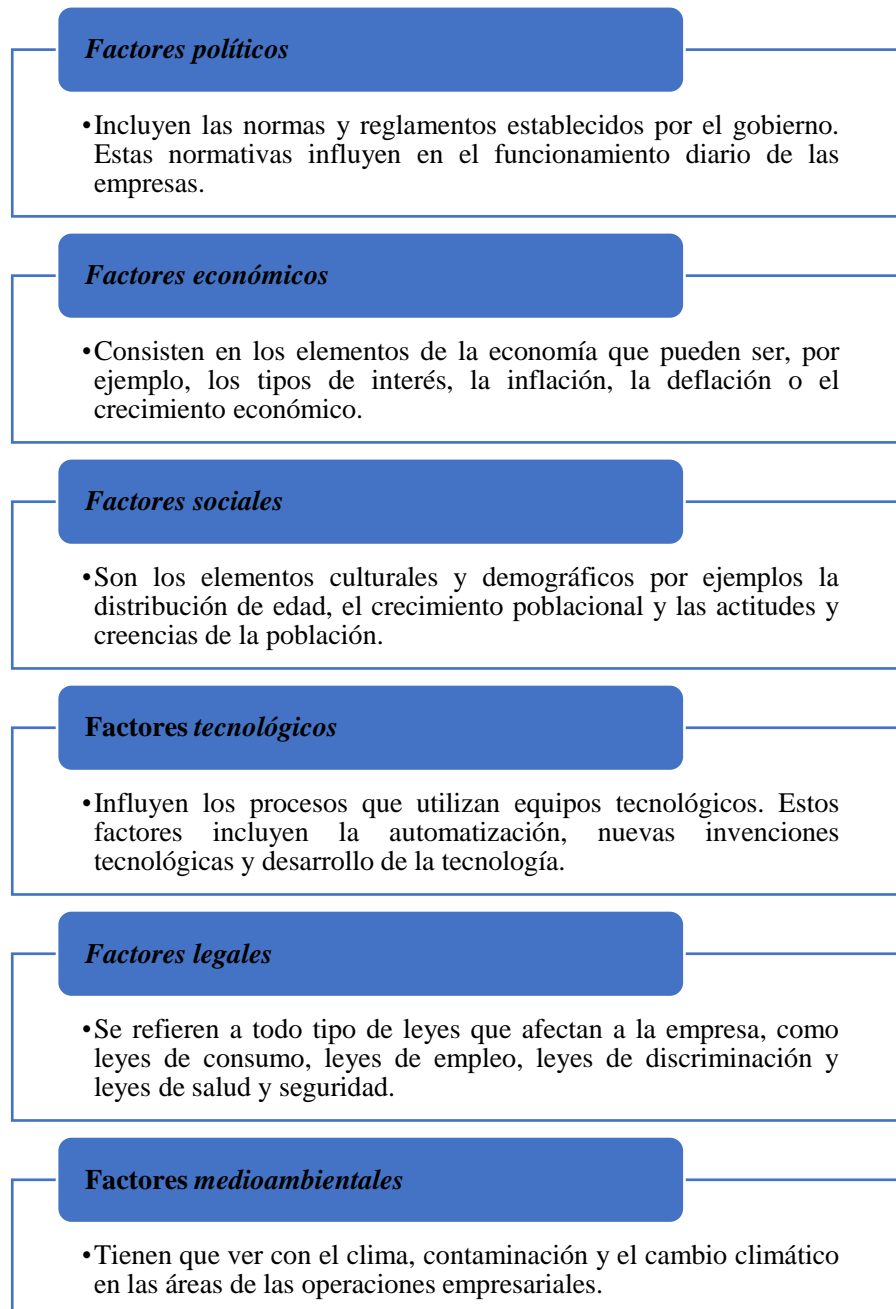 Factores políticos
•Incluyen las normas y reglamentos establecidos por el gobierno.
Estas normativas influyen en el funcionamiento diario de las
empresas.
Factores económicos
•Consisten en los elementos de la economía que pueden ser, por
ejemplo, los tipos de interés, la inflación, la deflación o el
crecimiento económico.
Factores sociales
•Son los elementos culturales y demográficos por ejemplos la
distribución de edad, el crecimiento poblacional y las actitudes y
creencias de la población.
Factores tecnológicos
•Influyen los procesos que utilizan equipos tecnológicos. Estos
factores incluyen la automatización, nuevas invenciones
tecnológicas y desarrollo de la tecnología.
Factores legales
•Se refieren a todo tipo de leyes que afectan a la empresa, como
leyes de consumo, leyes de empleo, leyes de discriminación y
leyes de salud y seguridad.
Factores medioambientales
•Tienen que ver con el clima, contaminación y el cambio climático
en las áreas de las operaciones empresariales.